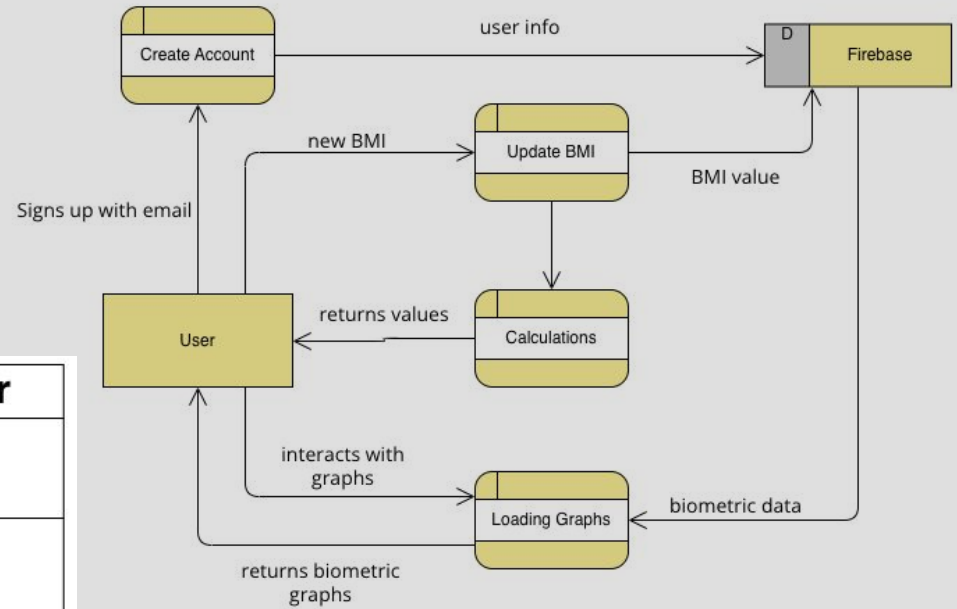 user info
Create Account
D
Firebase
new BMI
Update BMI
BMI value
Signs up with email
returns values
User
Calculations
r
interacts with
graphs
Loading Graphs
biometric data
returns biometric
graphs